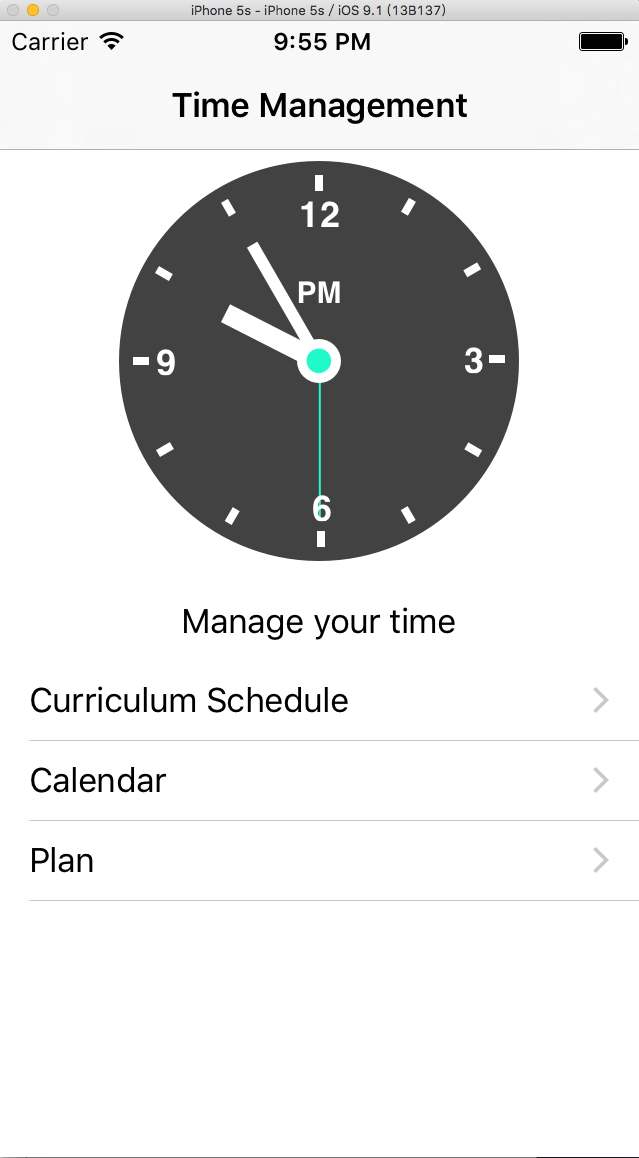 iPhone 5s - iPhone 5s / iOS 9.1 (13B137)
Carrier 9:55 PM
Time Management
12
PM
9 3
6
Manage your time
Curriculum Schedule
Calendar
Plan